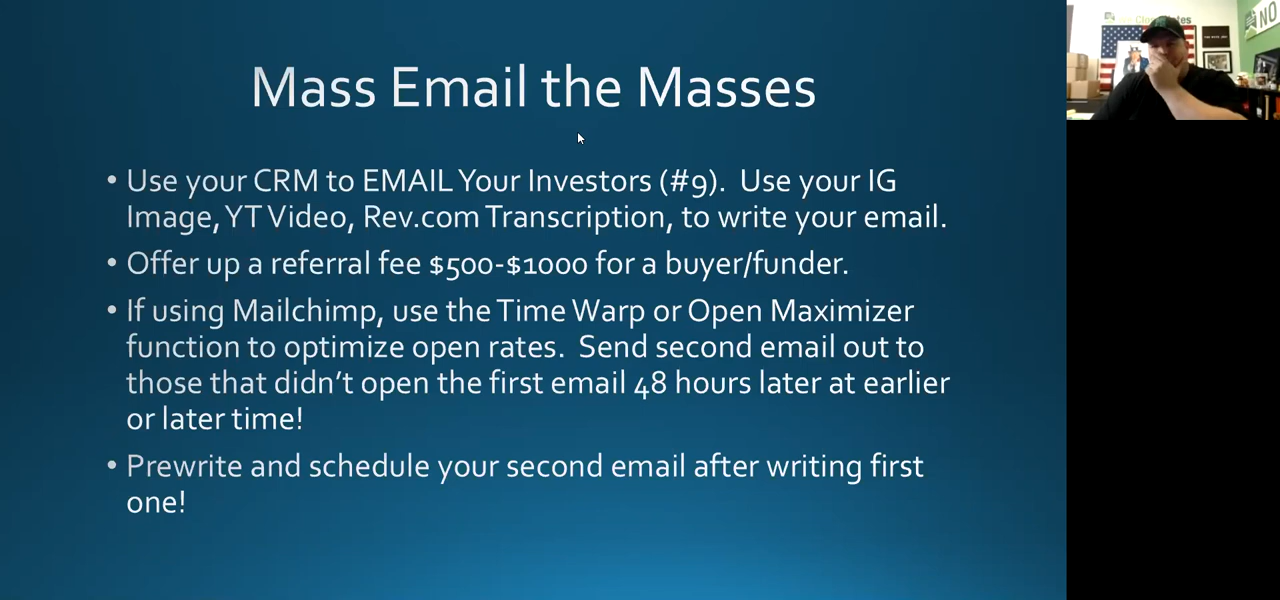 Mass Email the Masses
• Use your CRM to EMAIL Your Investors (#9).  Use your IG
Image, YT Video, Rev.com Transcription, to write your email.
• Offer up a referral fee $500-$1000 for a buyer/funder.
• If using Mailchimp, use the Time Warp or Open Maximizer
function to optimize open rates.  Send second email out to
those that didn't open the first email 48 hours later at earlier
or later time!
• Prewrite and schedule your second email after writing first
one!
NO